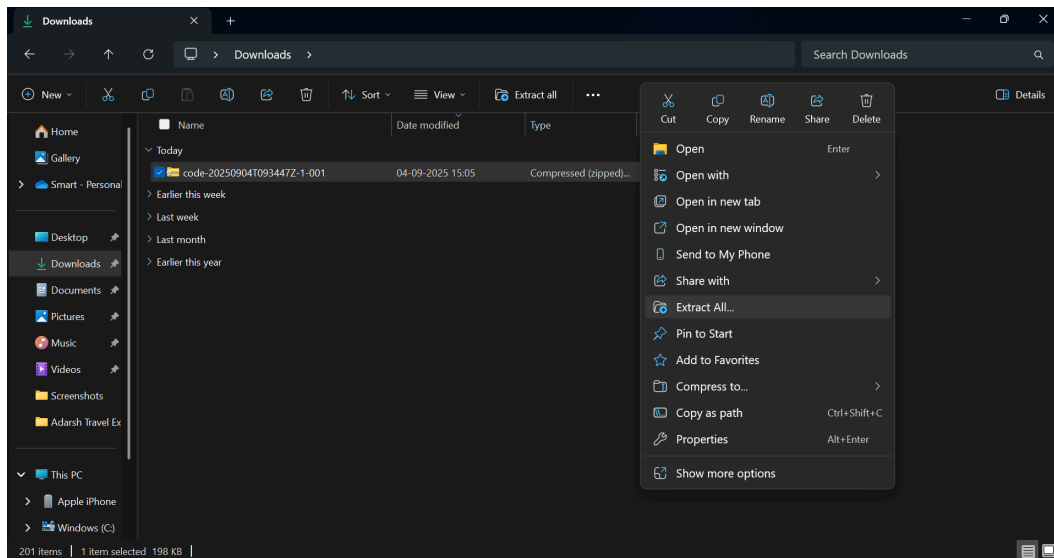 Downloads
Downloads
Search Downloads
New
Sort
View
Extract all
Details
Home
Gallery
Smart - Personal
Desktop
Downloads
Documents
Pictures
Music
Videos
Screenshots
Adarsh Travel Ex
This PC
Apple iPhone
Windows (C:)
Name Date modified Type
Today
code-20250904T093447Z-1-001 04-09-2025 15:05 Compressed (zipped)...
Earlier this week
Last week
Last month
Earlier this year
Cut Copy Rename Share Delete
Open Enter
Open with
Open in new tab
Open in new window
Send to My Phone
Share with
Extract All...
Pin to Start
Add to Favorites
Compress to...
Copy as path Ctrl+Shift+C
Properties Alt+Enter
Show more options
201 items 1 item selected 198 KB